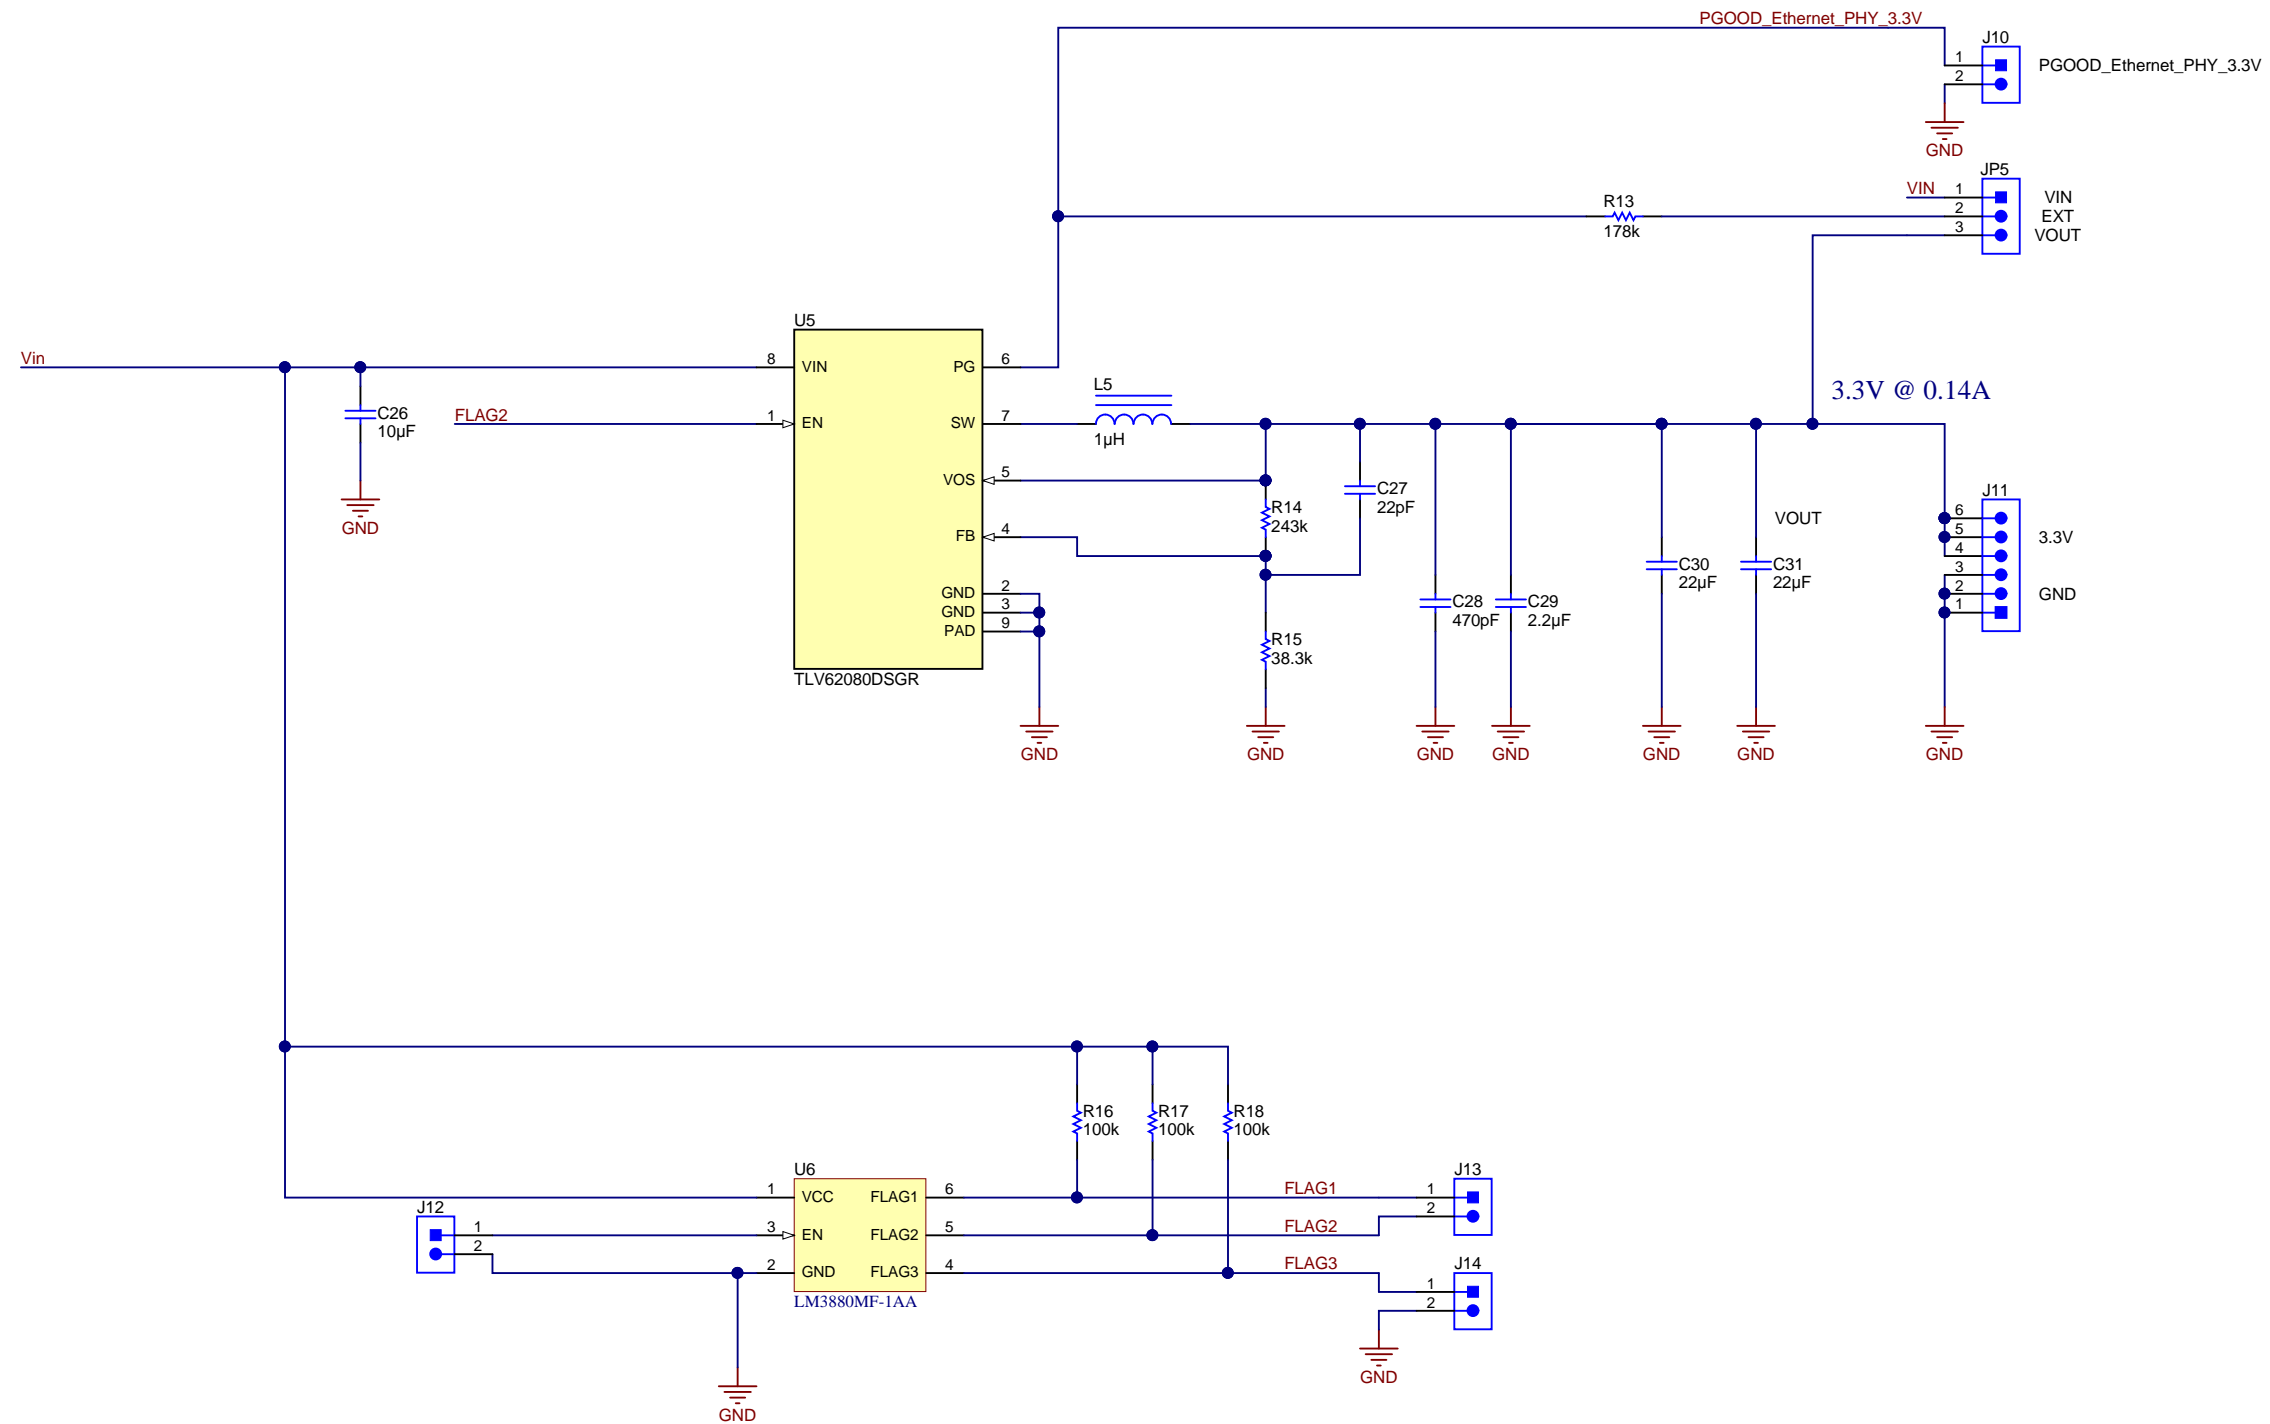 PGOOD_Ethernet_PHY_3.3V
J10
1
PGOOD_Ethernet_PHY_3.3V
2
GND
JP5
VIN
1
VIN
R13
2
EXT
178k
3
VOUT
U5
Vin
8
VIN
PG
6
3.3V @ 0.14A
L5
C26
10µF
FLAG2
1
EN
SW
7
1µH
VOS
5
C27
22pF
J11
GND
R14
243k
VOUT
6
FB
4
5
3.3V
4
C30
22µF
C31
22µF
3
GND
2
2
GND
GND
3
C28
470pF
C29
2.2µF
1
PAD
9
R15
38.3k
TLV62080DSGR
GND
GND
GND
GND
GND
GND
GND
R16
100k
R17
100k
R18
100k
U6
J13
1
VCC
FLAG1
6
FLAG1
1
J12
2
1
3
EN
FLAG2
5
FLAG2
2
2
GND
FLAG3
4
FLAG3
J14
1
LM3880MF-1AA
2
GND
GND